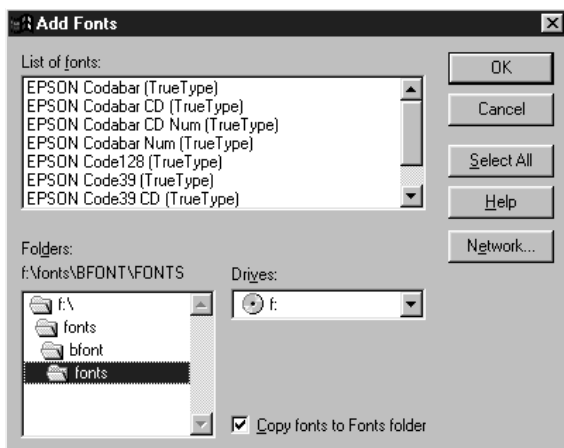 Add Fonts
List of fonts:
EPSON Codabar (TrueType)
EPSON Codabar CD (TrueType)
EPSON Codabar CD Num (TrueType)
EPSON Codabar Num (TrueType)
EPSON Code128 (TrueType)
EPSON Code39 (TrueType)
EPSON Code39 CD (TrueType)
OK
Cancel
Select All
Help
Network...
Folders:
f:\fonts\BFONT\FONTS
f:\
fonts
bfont
fonts
Drives:
f:
Copy fonts to Fonts folder